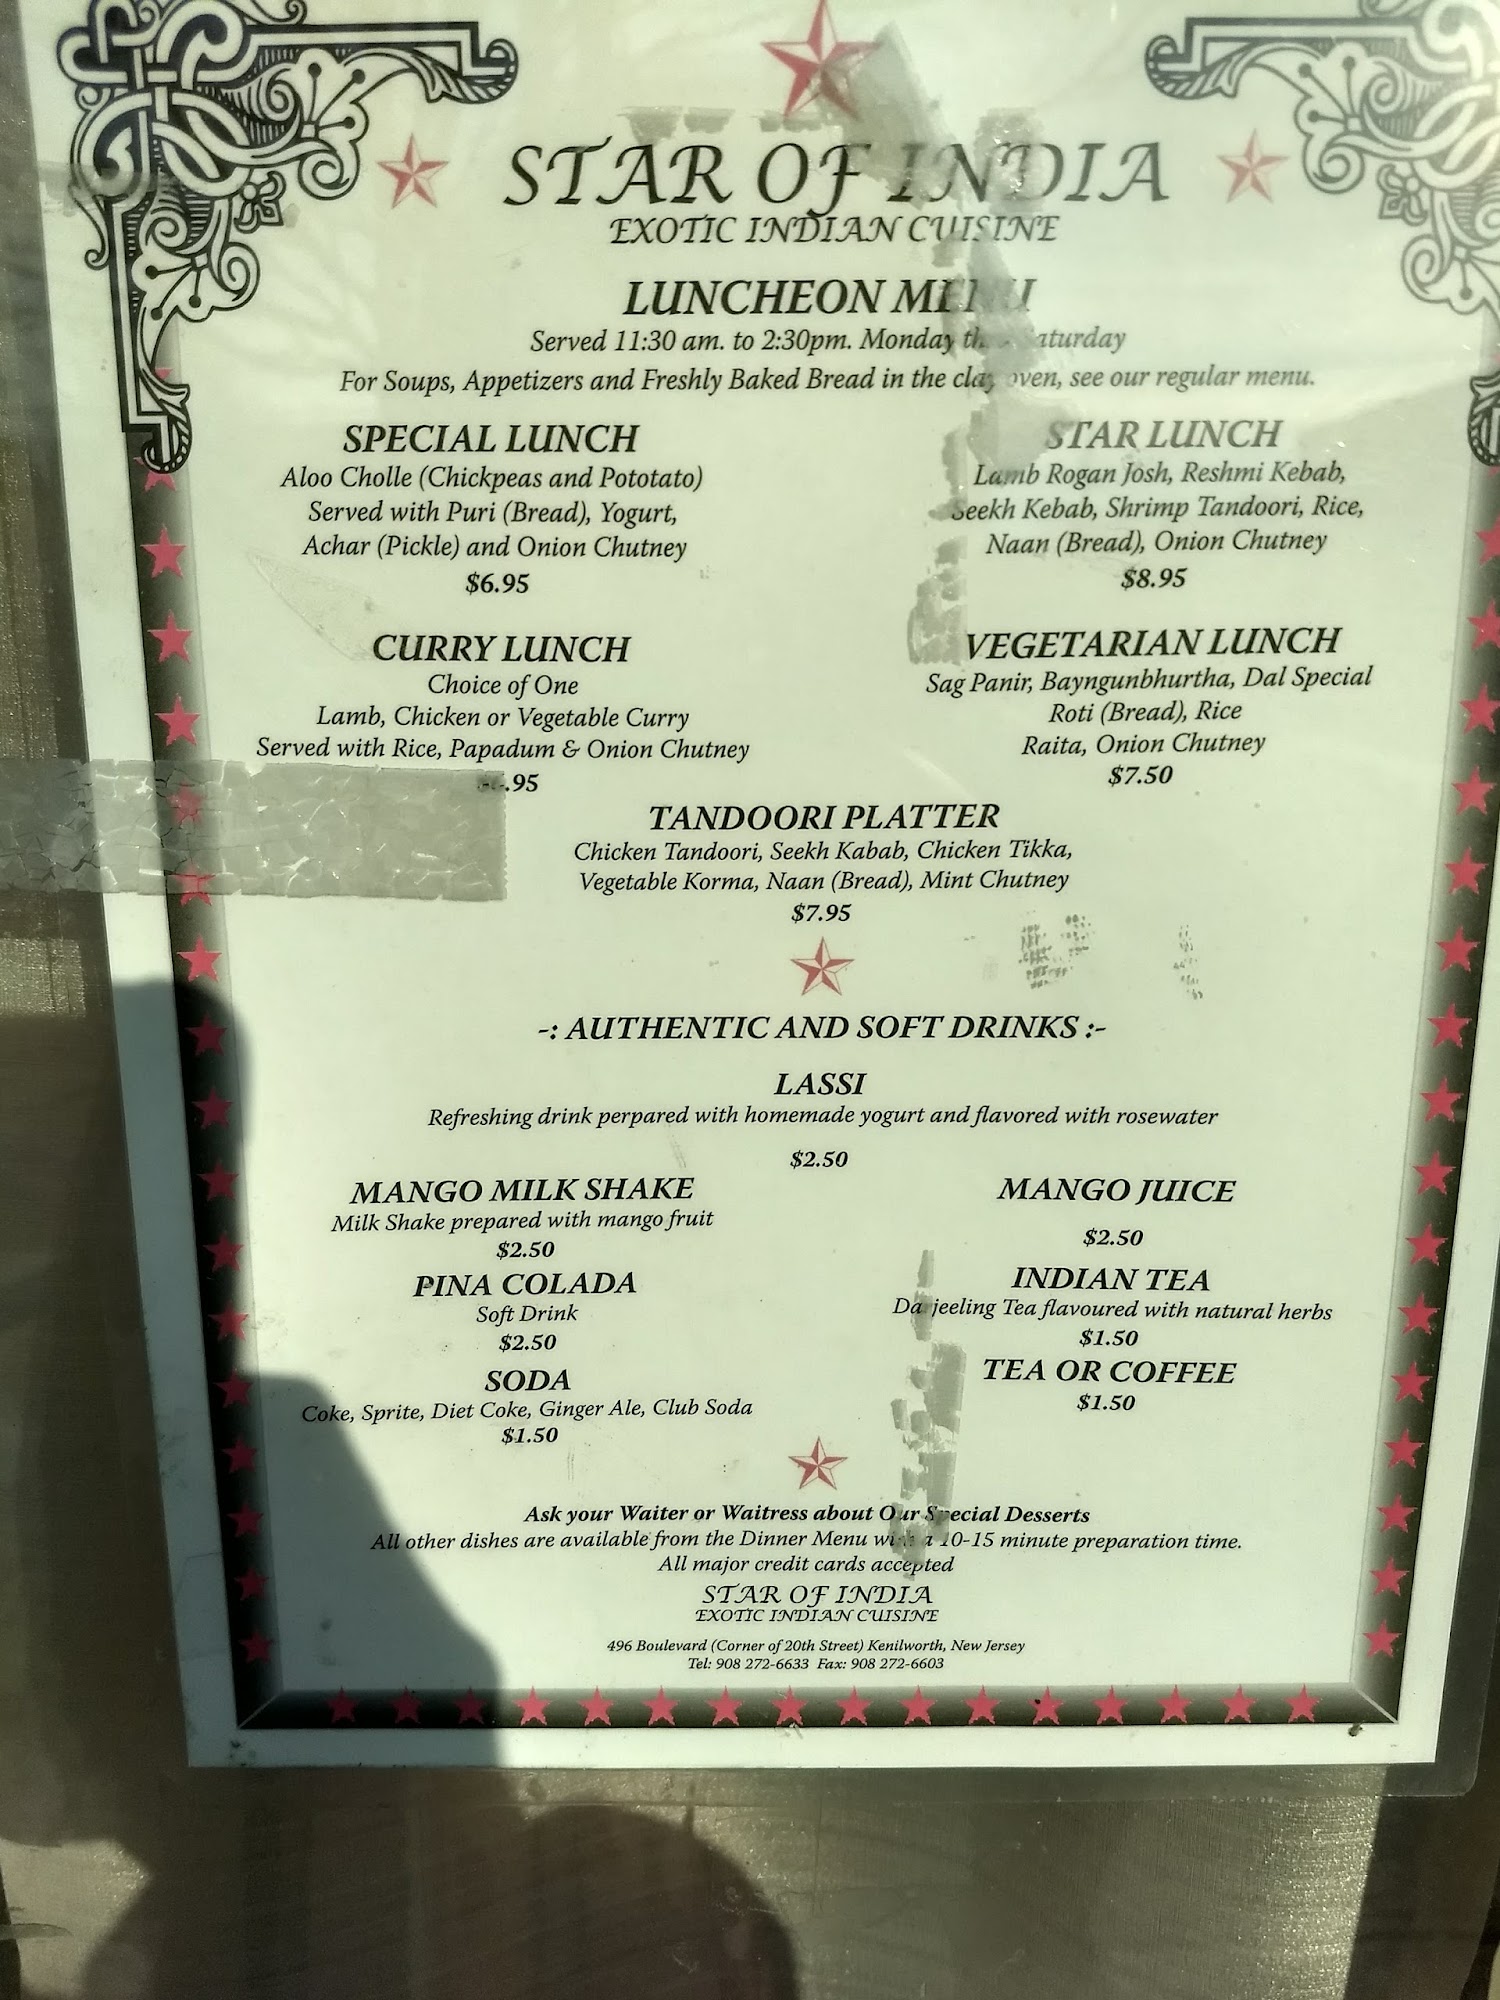 STAR OF INDIA
EXOTIC INDIAN CUISINE
LUNCHEON MENU
Served 11:30 am. to 2:30pm. Monday Saturday
For Soups, Appetizers and Freshly Baked Bread in the clay oven, see our regular menu.
SPECIAL LUNCH
Aloo Cholle (Chickpeas and Pototato)
Served with Puri (Bread), Yogurt,
Achar (Pickle) and Onion Chutney
$6.95
STAR LUNCH
Lamb Rogan Josh, Reshmi Kebab,
Seekh Kebab, Shrimp Tandoori, Rice,
Naan (Bread), Onion Chutney
$8.95
CURRY LUNCH
Choice of One
Lamb, Chicken or Vegetable Curry
Served with Rice, Papadum & Onion Chutney
.95
VEGETARIAN LUNCH
Sag Panir, Bayngunbhurtha, Dal Special
Roti (Bread), Rice
Raita, Onion Chutney
$7.50
TANDOORI PLATTER
Chicken Tandoori, Seekh Kabab, Chicken Tikka,
Vegetable Korma, Naan (Bread), Mint Chutney
$7.95
-: AUTHENTIC AND SOFT DRINKS :-
LASSI
Refreshing drink perpared with homemade yogurt and flavored with rosewater
$2.50
MANGO MILK SHAKE
Milk Shake prepared with mango fruit
$2.50
MANGO JUICE
$2.50
PINA COLADA
Soft Drink
$2.50
INDIAN TEA
Darjeeling Tea flavoured with natural herbs
$1.50
SODA
Coke, Sprite, Diet Coke, Ginger Ale, Club Soda
$1.50
TEA OR COFFEE
$1.50
Ask your Waiter or Waitress about Our Special Desserts
All other dishes are available from the Dinner Menu with a 10-15 minute preparation time.
All major credit cards accepted
STAR OF INDIA
EXOTIC INDIAN CUISINE
496 Boulevard (Corner of 20th Street) Kenilworth, New Jersey
Tel: 908 272-6633 Fax: 908 272-6603